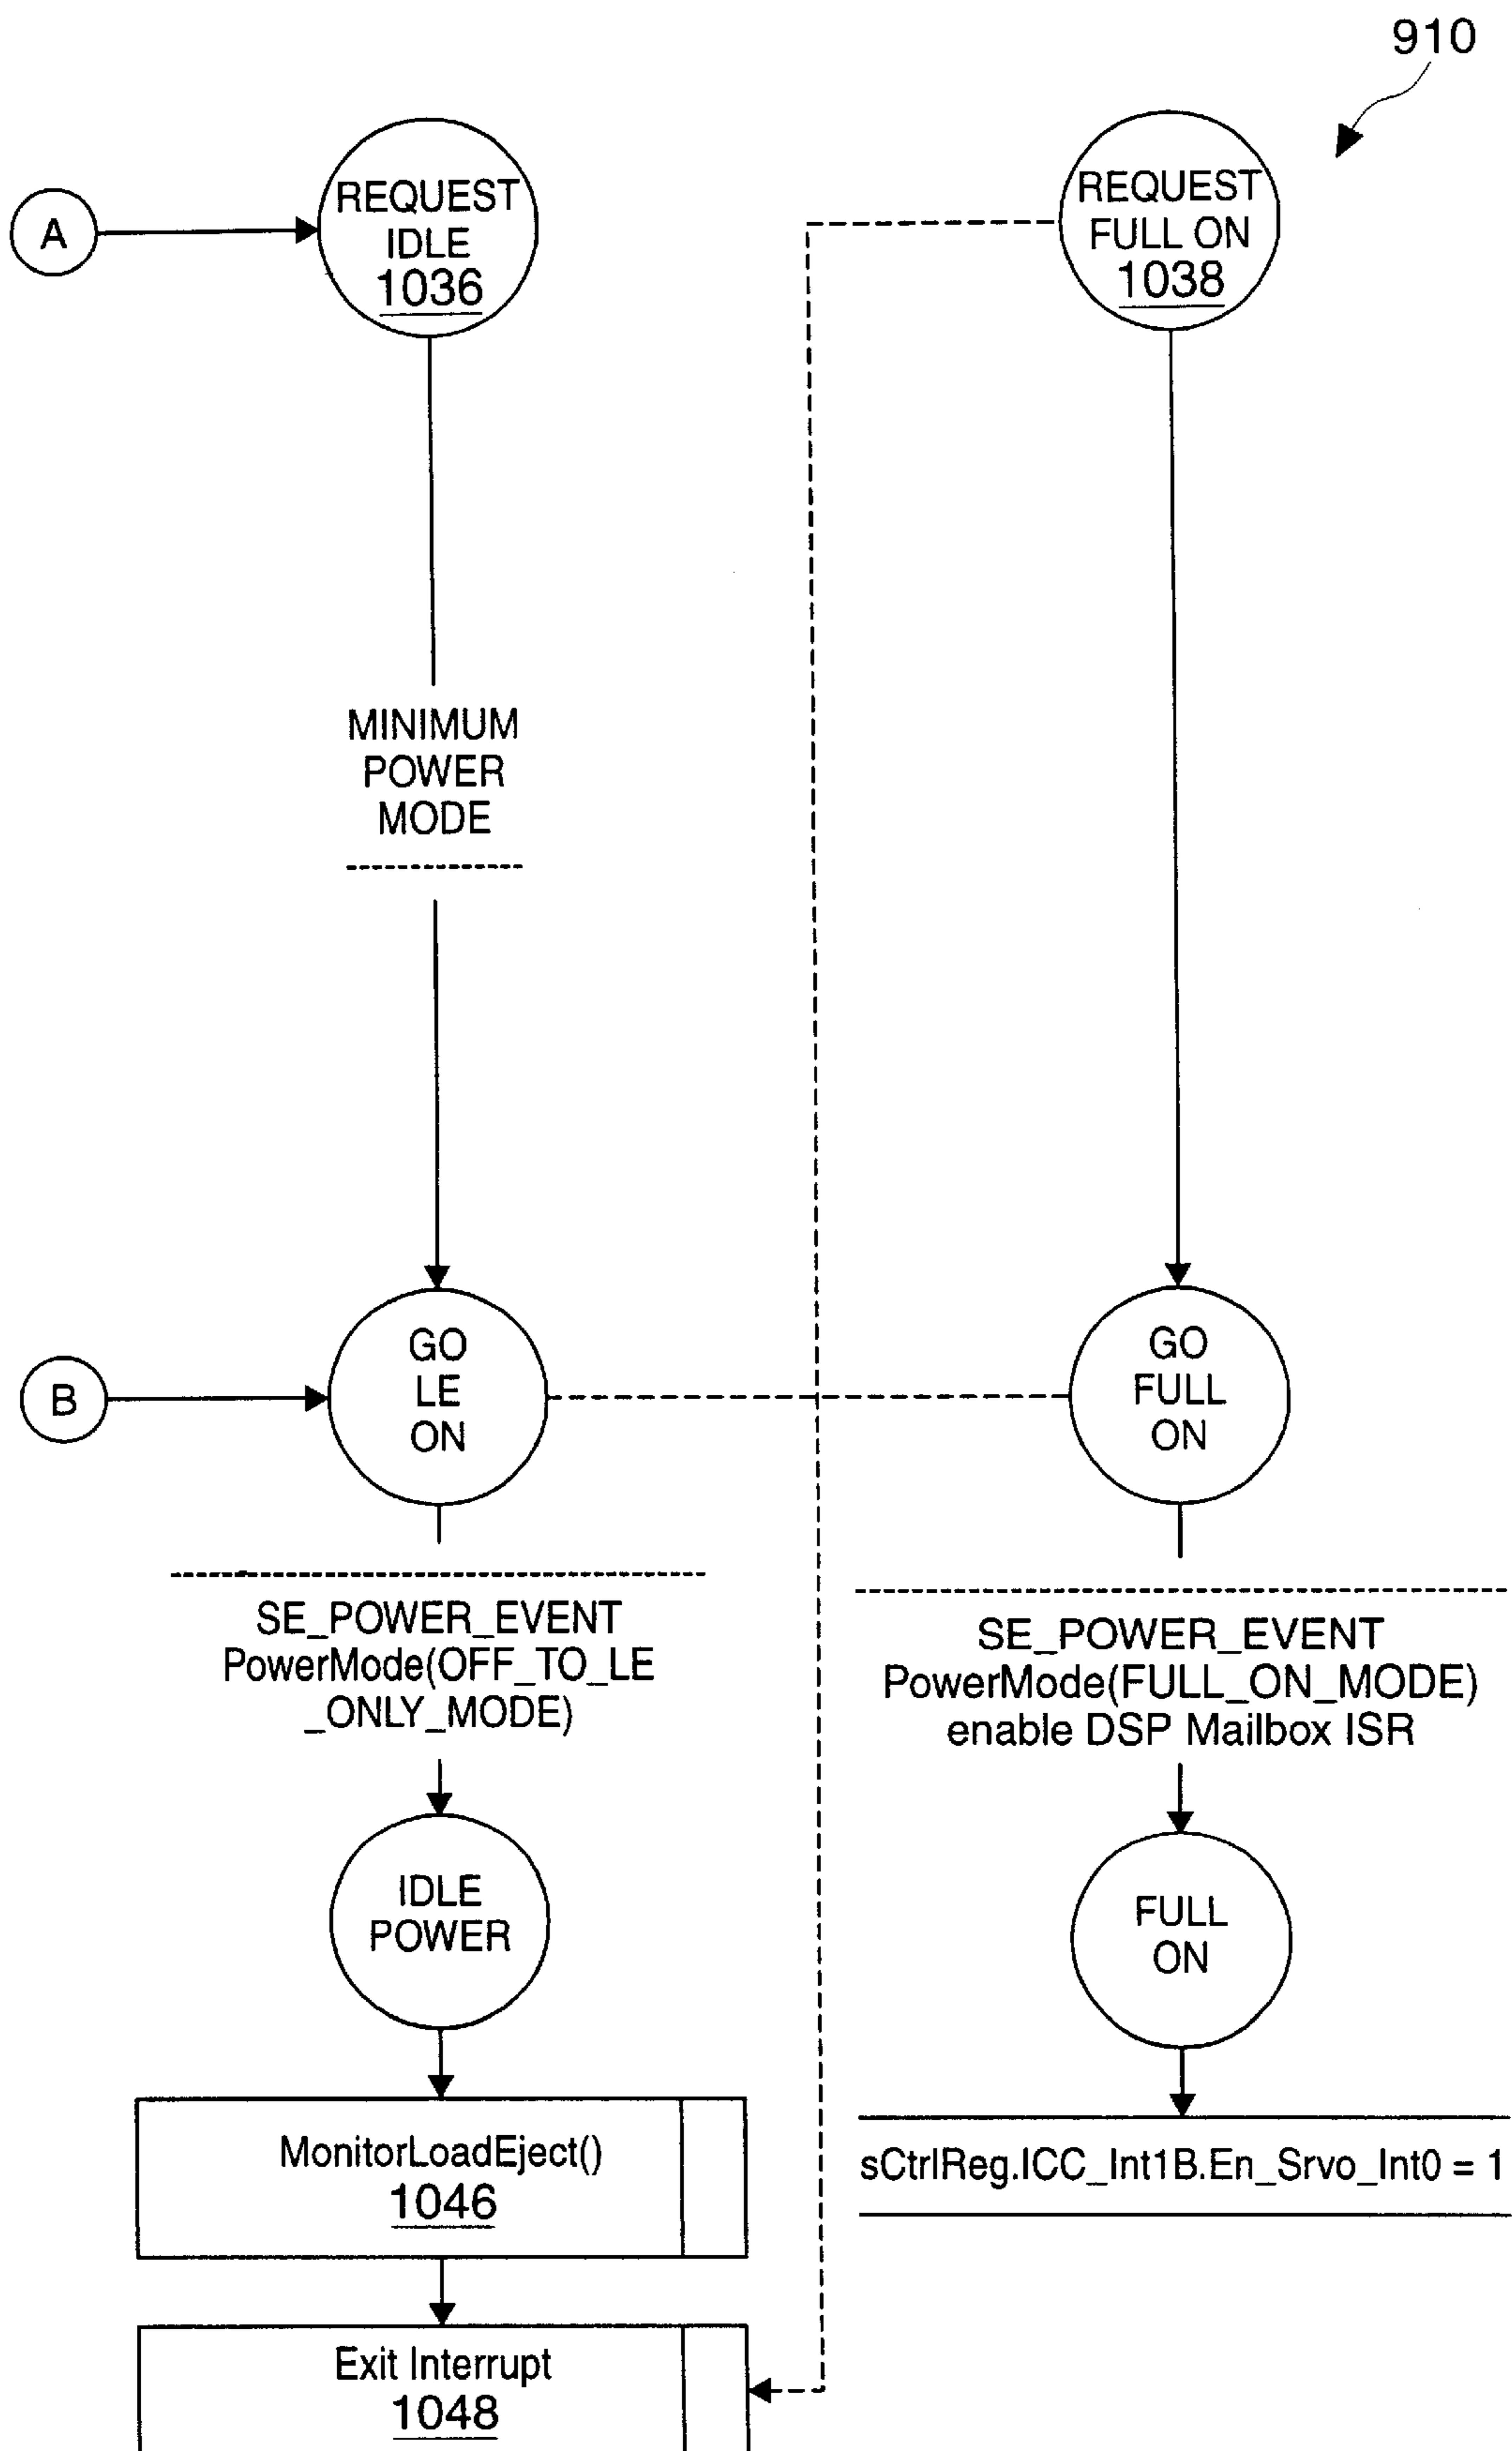 910
REQUEST
IDLE
1036
REQUEST
FULL ON
1038
A
MINIMUM
POWER
MODE
GO
LE
ON
GO
FULL
ON
B
SE_POWER_EVENT
PowerMode(OFF_TO_LE
_ONLY_MODE)
SE_POWER_EVENT
PowerMode(FULL_ON_MODE)
enable DSP Mailbox ISR
IDLE
POWER
FULL
ON
MonitorLoadEject()
1046
sCtrlReg.ICC_Int1B.En_Srvo_Int0 = 1
Exit Interrupt
1048